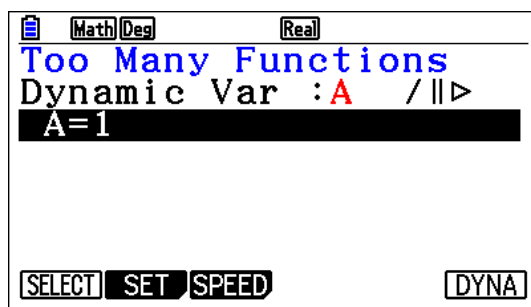 Math Deg Real
Too Many Functions
Dynamic Var :A /॥▷
A=1
SELECT SET SPEED DYNA